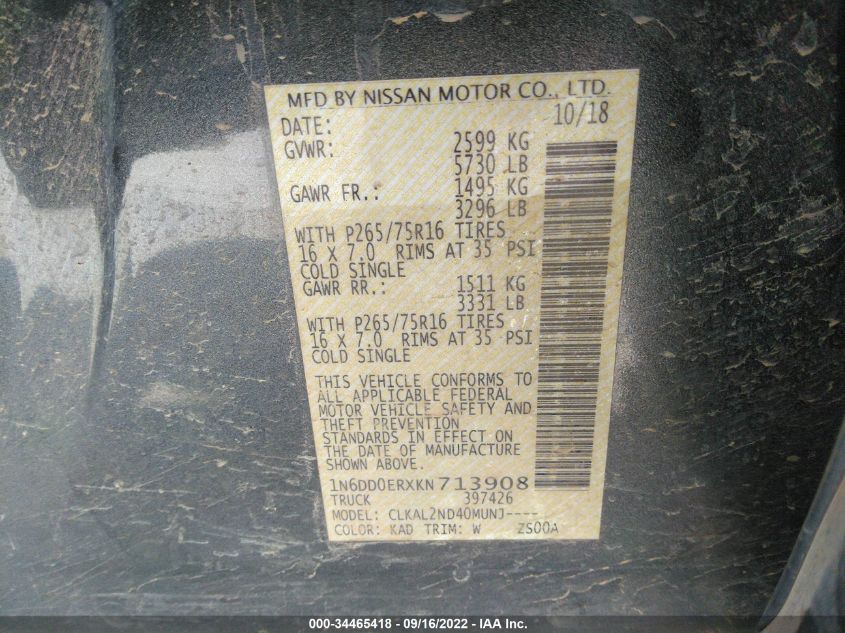 MFD BY NISSAN MOTOR CO., LTD.
DATE: 10/18
GVWR: 2599 KG
5730 LB
GAWR FR.: 1495 KG
3296 LB
WITH P265/75R16 TIRES
16 X 7.0 RIMS AT 35 PSI
COLD SINGLE
GAWR RR.: 1511 KG
3331 LB
WITH P265/75R16 TIRES
16 X 7.0 RIMS AT 35 PSI
COLD SINGLE
THIS VEHICLE CONFORMS TO
ALL APPLICABLE FEDERAL
MOTOR VEHICLE SAFETY AND
THEFT PREVENTION
STANDARDS IN EFFECT ON
THE DATE OF MANUFACTURE
SHOWN ABOVE.
1N6DD0ERXKN713908
TRUCK 397426
MODEL: CLKAL2ND40MUNJ----
COLOR: KAD TRIM: W ZS00A
000-34465418 - 09/16/2022 - IAA Inc.